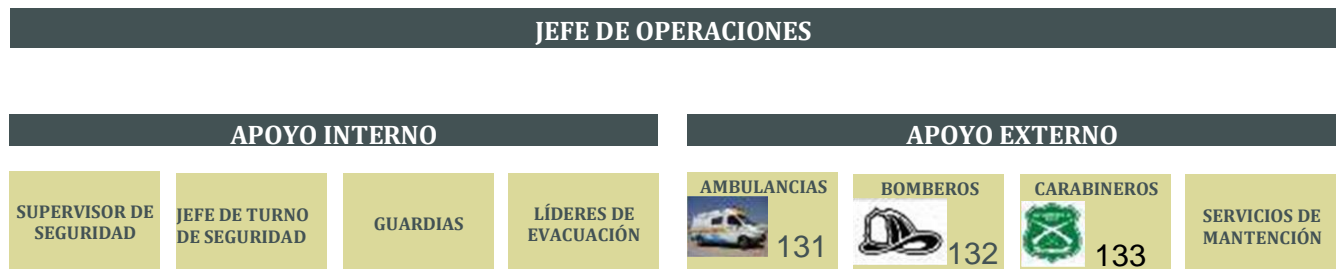 JEFE DE OPERACIONES
APOYO INTERNO
APOYO EXTERNO
SUPERVISOR DE
SEGURIDAD
JEFE DE TURNO
DE SEGURIDAD
GUARDIAS
LÍDERES DE
EVACUACIÓN
AMBULANCIAS
131
BOMBEROS
132
CARABINEROS
133
SERVICIOS DE
MANTENCIÓN